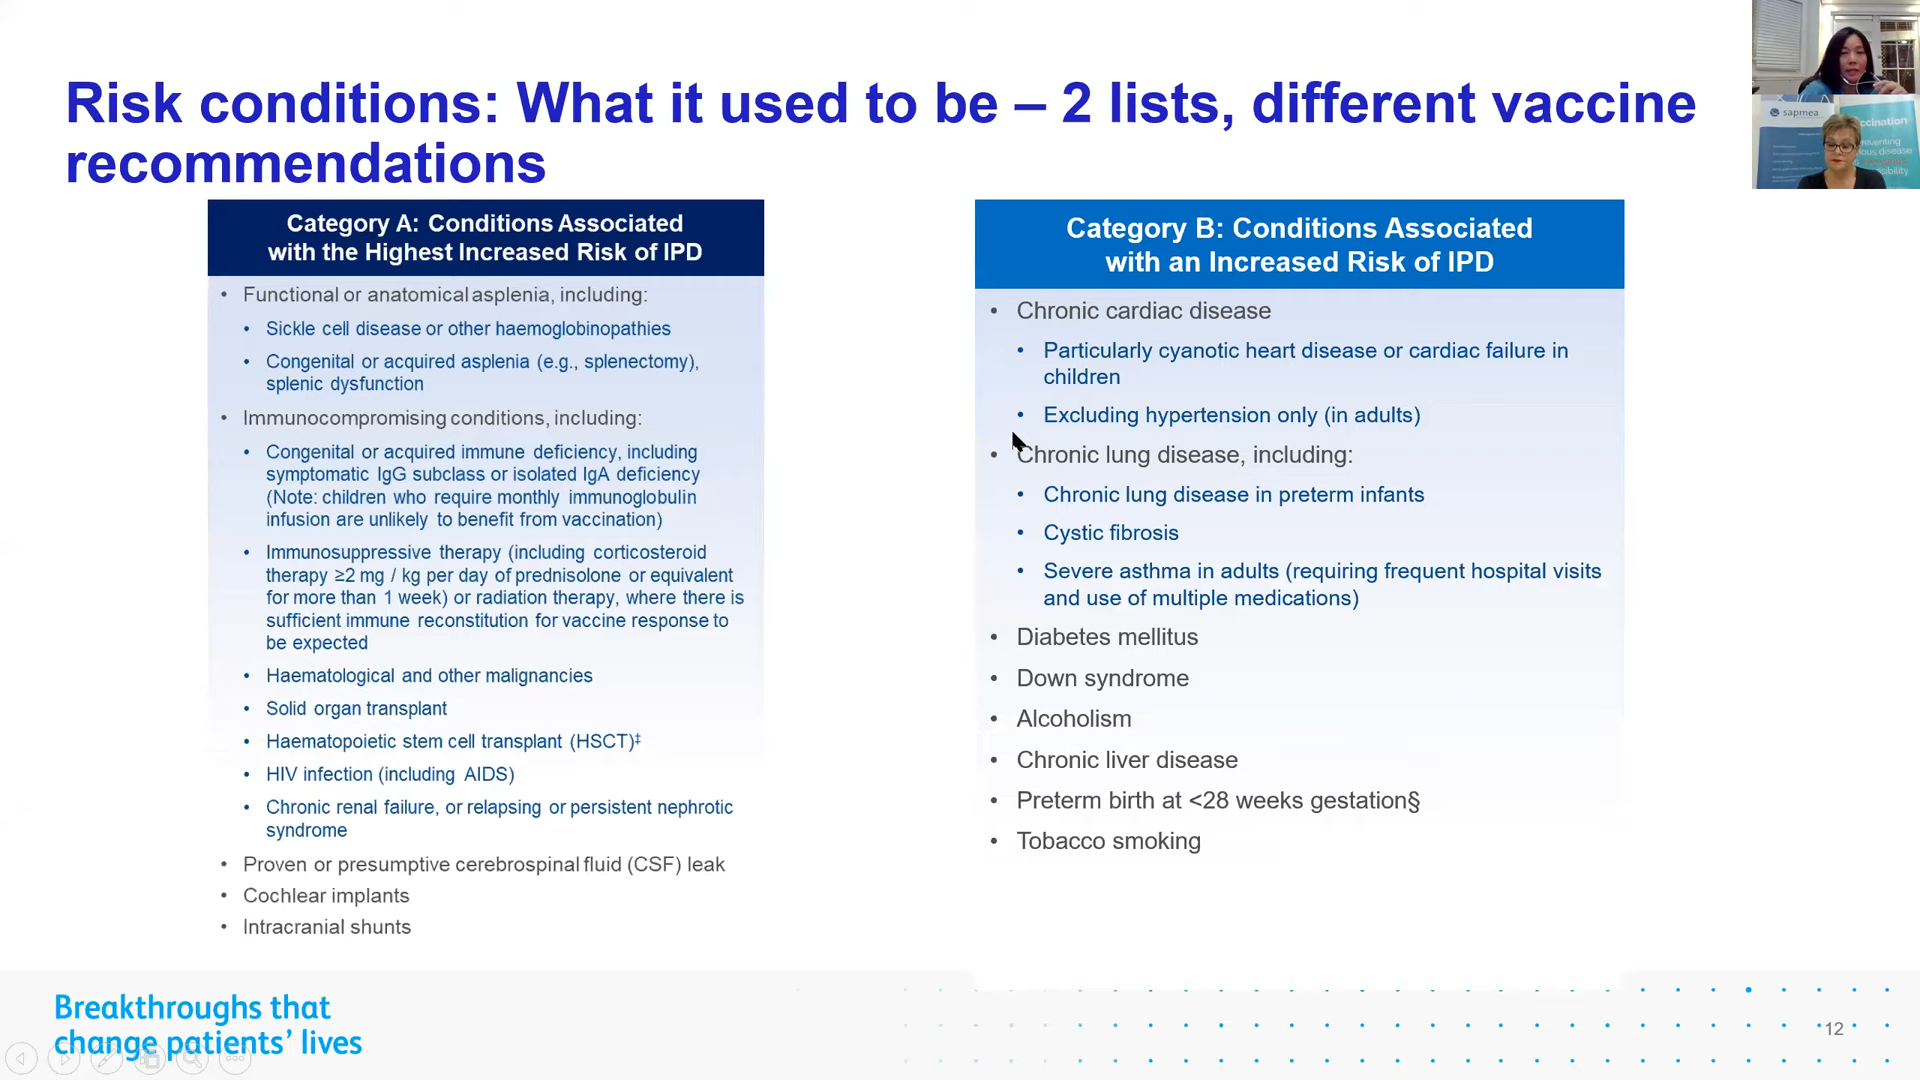 Risk conditions: What it used to be – 2 lists, different vaccine
recommendations
sapmea
ccination
eventing
ous disease
sibility
Category A: Conditions Associated
with the Highest Increased Risk of IPD
• Functional or anatomical asplenia, including:
• Sickle cell disease or other haemoglobinopathies
• Congenital or acquired asplenia (e.g., splenectomy),
splenic dysfunction
• Immunocompromising conditions, including:
• Congenital or acquired immune deficiency, including
symptomatic IgG subclass or isolated IgA deficiency
(Note: children who require monthly immunoglobulin
infusion are unlikely to benefit from vaccination)
• Immunosuppressive therapy (including corticosteroid
therapy ≥2 mg / kg per day of prednisolone or equivalent
for more than 1 week) or radiation therapy, where there is
sufficient immune reconstitution for vaccine response to
be expected
• Haematological and other malignancies
• Solid organ transplant
• Haematopoietic stem cell transplant (HSCT)‡
• HIV infection (including AIDS)
• Chronic renal failure, or relapsing or persistent nephrotic
syndrome
• Proven or presumptive cerebrospinal fluid (CSF) leak
• Cochlear implants
• Intracranial shunts
Category B: Conditions Associated
with an Increased Risk of IPD
• Chronic cardiac disease
• Particularly cyanotic heart disease or cardiac failure in
children
• Excluding hypertension only (in adults)
• Chronic lung disease, including:
• Chronic lung disease in preterm infants
• Cystic fibrosis
• Severe asthma in adults (requiring frequent hospital visits
and use of multiple medications)
• Diabetes mellitus
• Down syndrome
• Alcoholism
• Chronic liver disease
• Preterm birth at <28 weeks gestation§
• Tobacco smoking
Breakthroughs that
change patients' lives
12